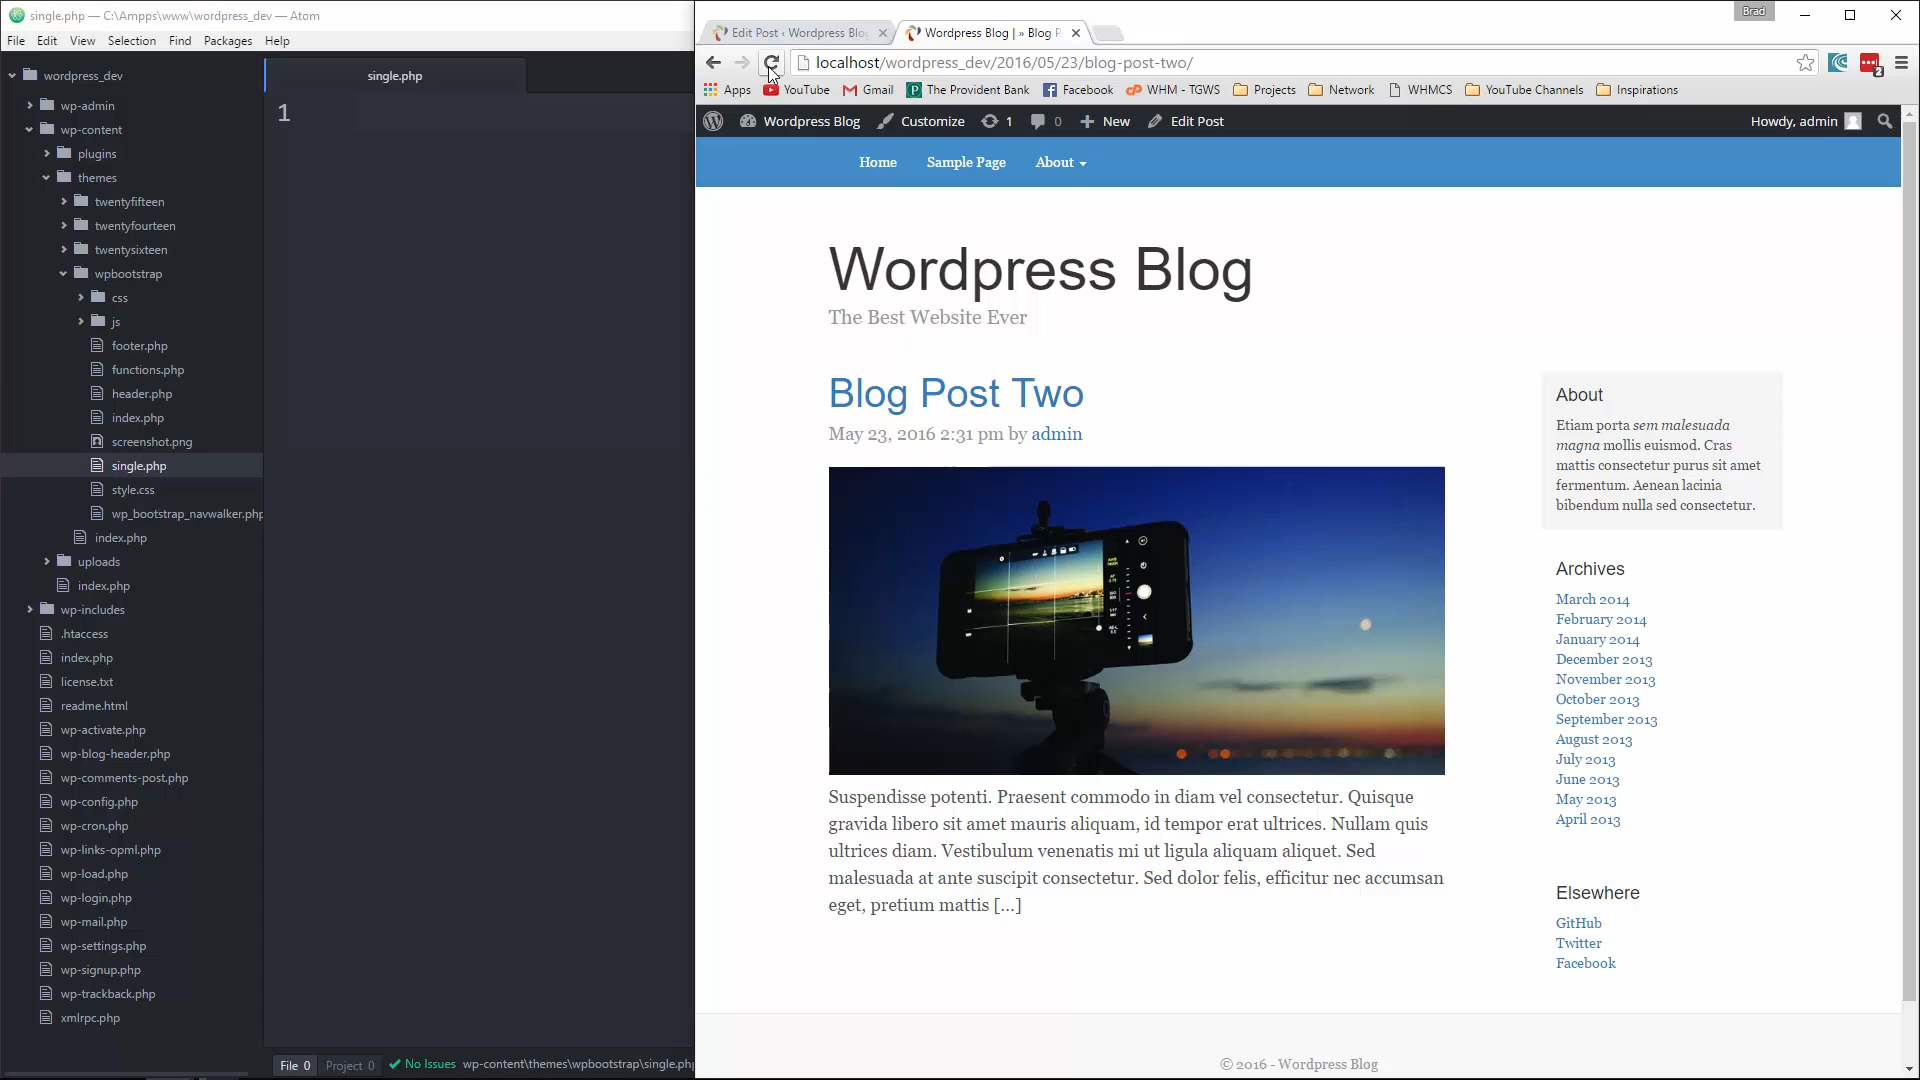 single.php — C:\Ampps\www\wordpress_dev — Atom
File Edit View Selection Find Packages Help
wordpress_dev
wp-admin
wp-content
plugins
themes
twentyfifteen
twentyfourteen
twentysixteen
wpbootstrap
css
js
footer.php
functions.php
header.php
index.php
screenshot.png
single.php
style.css
wp_bootstrap_navwalker.php
index.php
uploads
index.php
wp-includes
.htaccess
index.php
license.txt
readme.html
wp-activate.php
wp-blog-header.php
wp-comments-post.php
wp-config.php
wp-cron.php
wp-links-opml.php
wp-load.php
wp-login.php
wp-mail.php
wp-settings.php
wp-signup.php
wp-trackback.php
xmlrpc.php
single.php
1
File 0 Project 0 No Issues wp-content\themes\wpbootstrap\single.php
Brad
Edit Post ‹ Wordpress Blo
Wordpress Blog | » Blog P
localhost/wordpress_dev/2016/05/23/blog-post-two/
Apps YouTube Gmail The Provident Bank Facebook WHM - TGWS Projects Network WHMCS YouTube Channels Inspirations
2
Wordpress Blog Customize 1 0 New Edit Post Howdy, admin
Home Sample Page About
Wordpress Blog
The Best Website Ever
Blog Post Two
May 23, 2016 2:31 pm by admin
Suspendisse potenti. Praesent commodo in diam vel consectetur. Quisque
gravida libero sit amet mauris aliquam, id tempor erat ultrices. Nullam quis
ultrices diam. Vestibulum venenatis mi ut ligula aliquam aliquet. Sed
malesuada at ante suscipit consectetur. Sed dolor felis, efficitur nec accumsan
eget, pretium mattis [...]
About
Etiam porta sem malesuada
magna mollis euismod. Cras
mattis consectetur purus sit amet
fermentum. Aenean lacinia
bibendum nulla sed consectetur.
Archives
March 2014
February 2014
January 2014
December 2013
November 2013
October 2013
September 2013
August 2013
July 2013
June 2013
May 2013
April 2013
Elsewhere
GitHub
Twitter
Facebook
© 2016 - Wordpress Blog